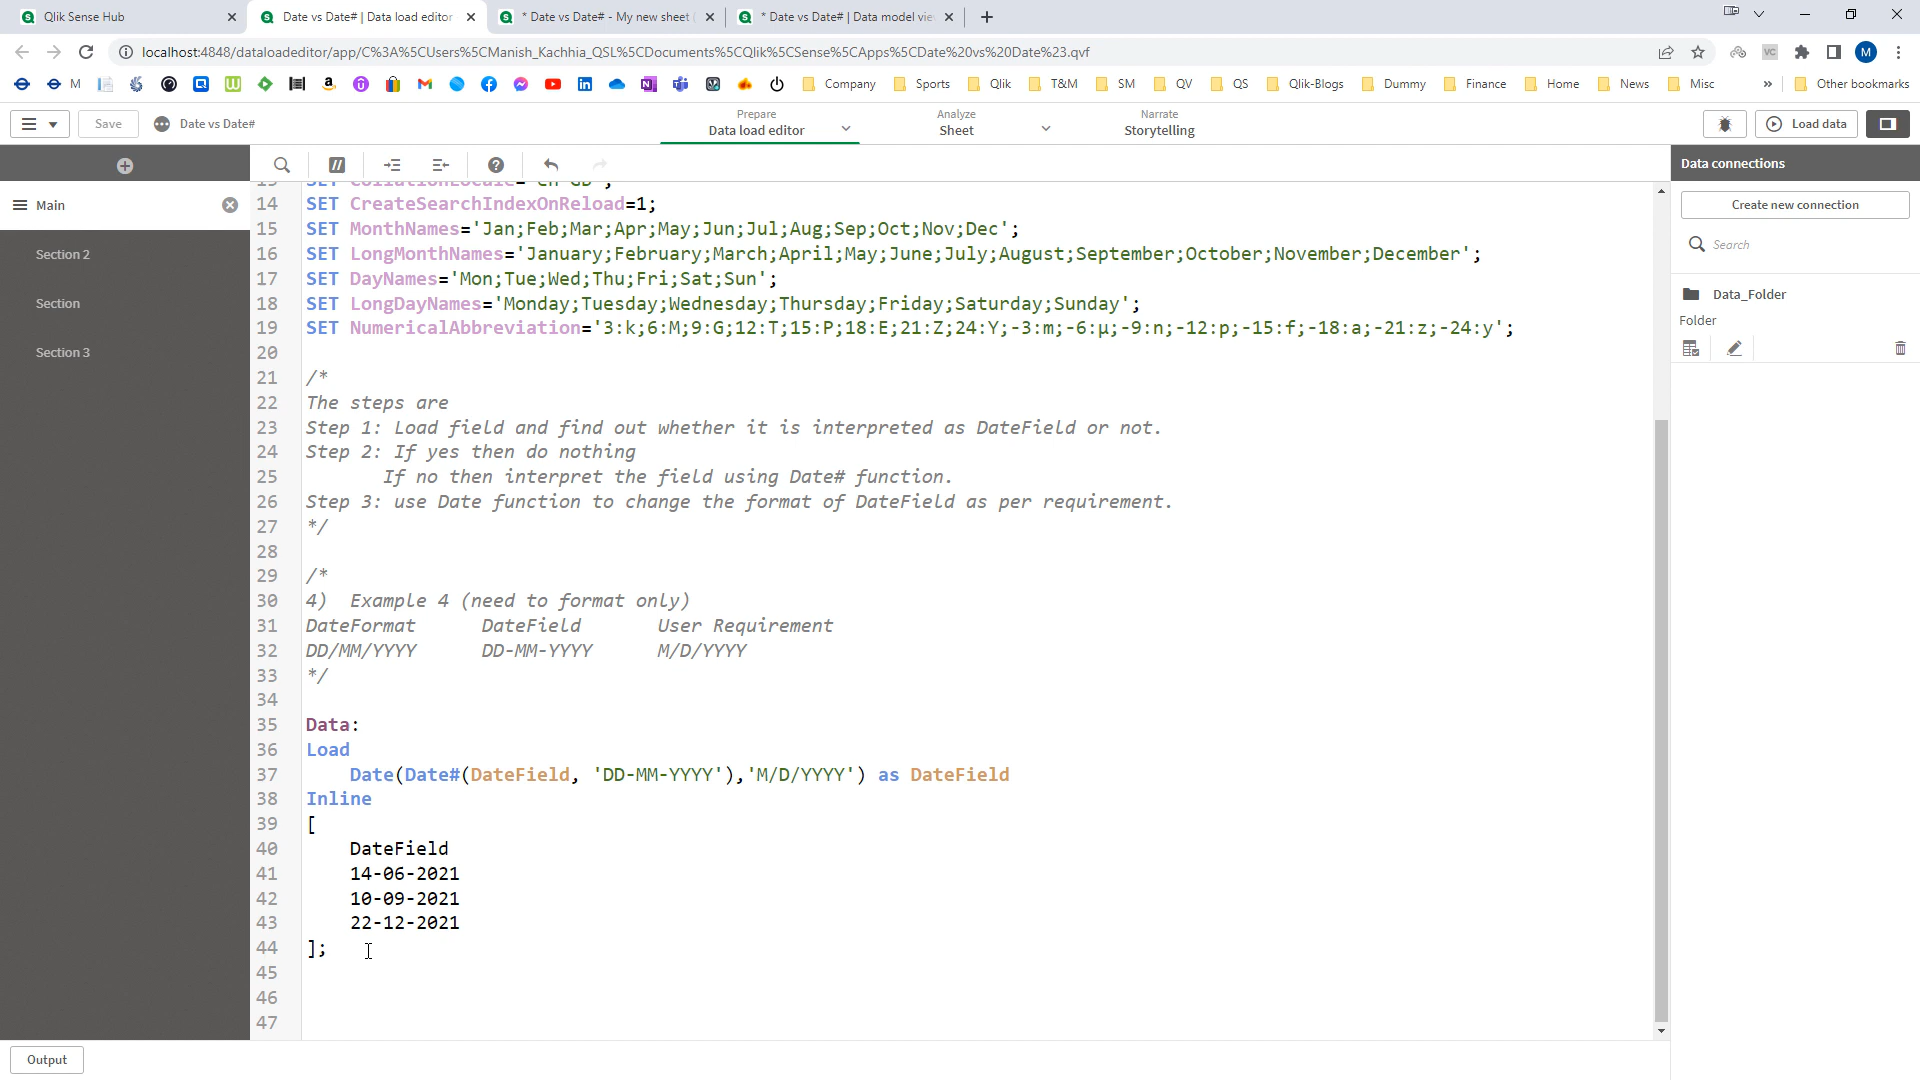 Qlik Sense Hub
Date vs Date# | Data load editor
* Date vs Date# - My new sheet
* Date vs Date# | Data model vie
localhost:4848/dataloadeditor/app/C%3A%5CUsers%5CManish_Kachhia_QSL%5CDocuments%5CQlik%5CSense%5CApps%5CDate%20vs%20Date%23.qvf
VC
M
M
Company
Sports
Qlik
T&M
SM
QV
QS
Qlik-Blogs
Dummy
Finance
Home
News
Misc
»
Other bookmarks
Save
Date vs Date#
Prepare
Data load editor
Analyze
Sheet
Narrate
Storytelling
Load data
Main
Section 2
Section
Section 3
14 SET CreateSearchIndexOnReload=1;
15 SET MonthNames='Jan;Feb;Mar;Apr;May;Jun;Jul;Aug;Sep;Oct;Nov;Dec';
16 SET LongMonthNames='January;February;March;April;May;June;July;August;September;October;November;December';
17 SET DayNames='Mon;Tue;Wed;Thu;Fri;Sat;Sun';
18 SET LongDayNames='Monday;Tuesday;Wednesday;Thursday;Friday;Saturday;Sunday';
19 SET NumericalAbbreviation='3:k;6:M;9:G;12:T;15:P;18:E;21:Z;24:Y;-3:m;-6:μ;-9:n;-12:p;-15:f;-18:a;-21:z;-24:y';
20
21 /*
22 The steps are
23 Step 1: Load field and find out whether it is interpreted as DateField or not.
24 Step 2: If yes then do nothing
25 If no then interpret the field using Date# function.
26 Step 3: use Date function to change the format of DateField as per requirement.
27 */
28
29 /*
30 4) Example 4 (need to format only)
31 DateFormat DateField User Requirement
32 DD/MM/YYYY DD-MM-YYYY M/D/YYYY
33 */
34
35 Data:
36 Load
37 Date(Date#(DateField, 'DD-MM-YYYY'),'M/D/YYYY') as DateField
38 Inline
39 [
40 DateField
41 14-06-2021
42 10-09-2021
43 22-12-2021
44 ];
45
46
47
Data connections
Create new connection
Search
Data_Folder
Folder
Output